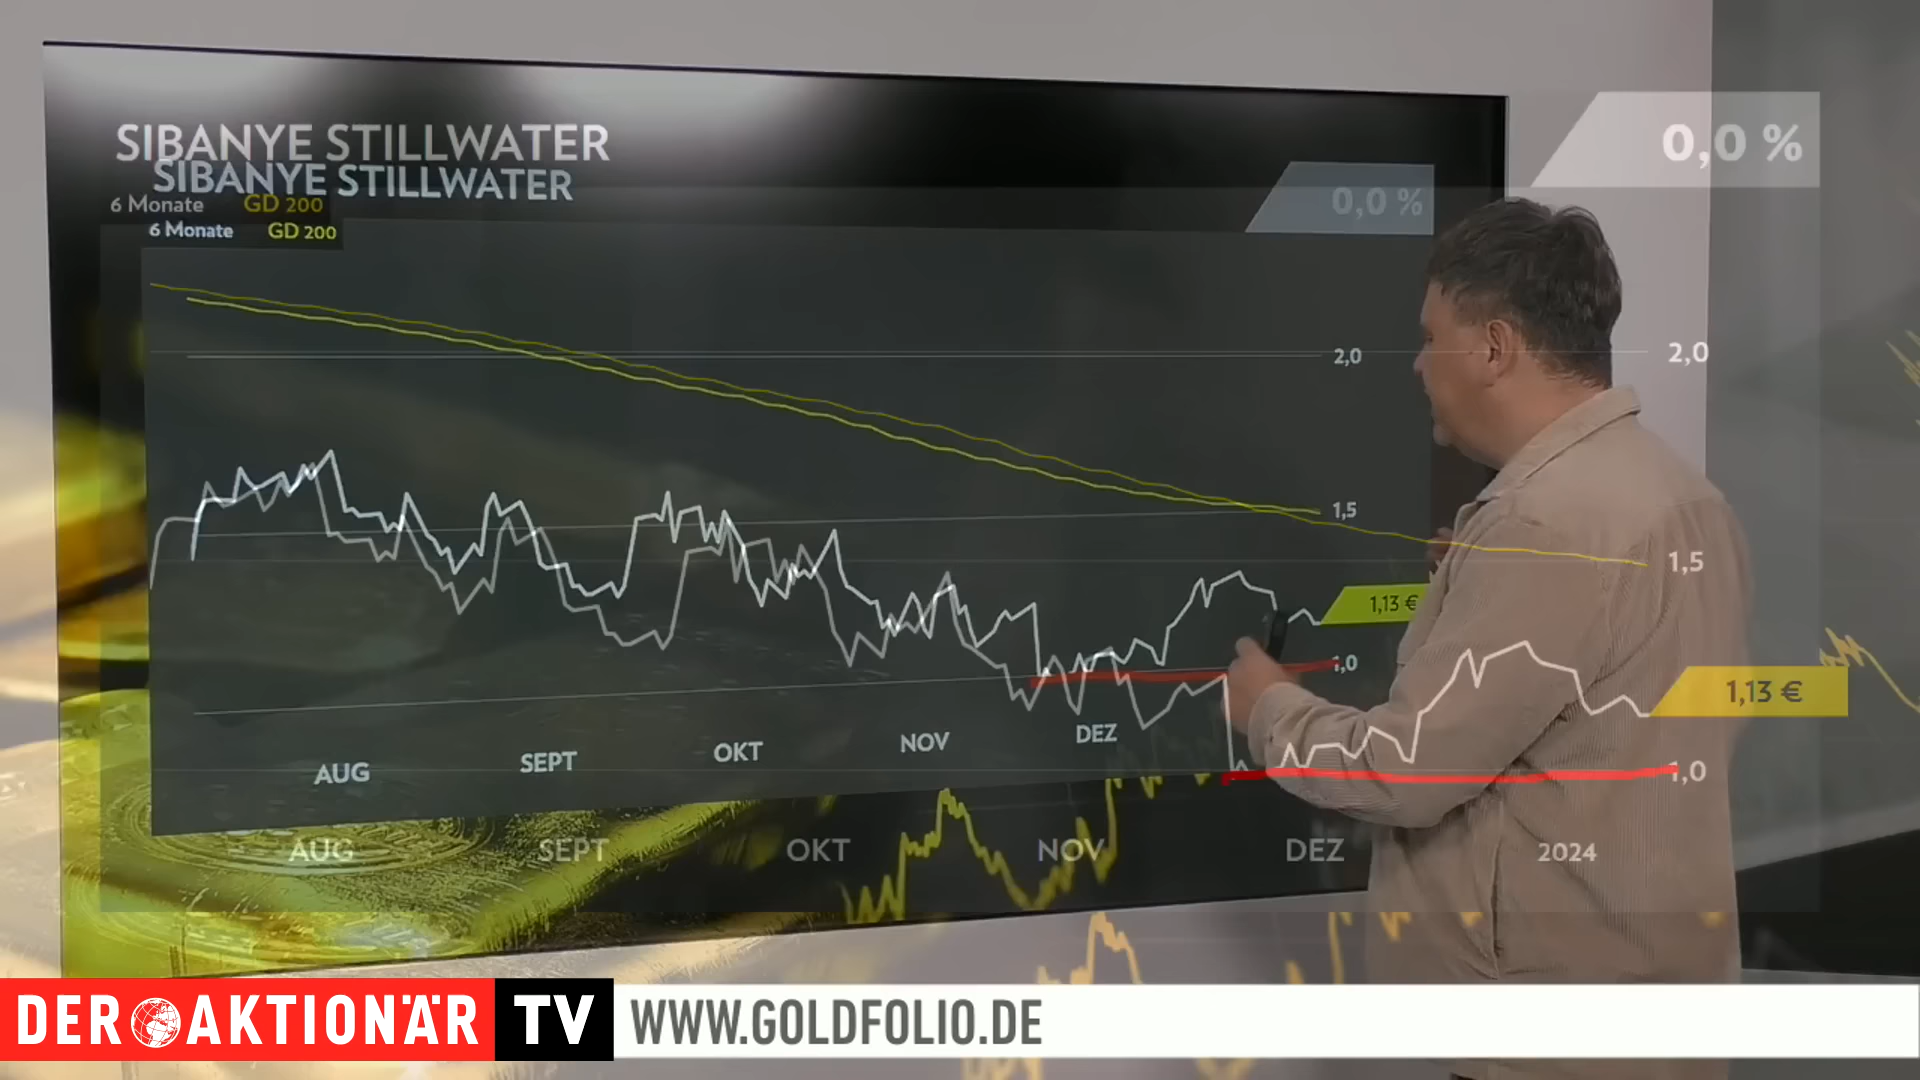 SIBANYE STILLWATER
0,0 %
SIBANYE STILLWATER
0,0 %
6 Monate GD 200
6 Monate GD 200
2,0
2,0
1,5
1,5
1,13 €
1,0
1,13 €
1,0
AUG SEPT OKT NOV DEZ
AUG SEPT OKT NOV DEZ 2024
DER AKTIONÄR TV
WWW.GOLDFOLIO.DE